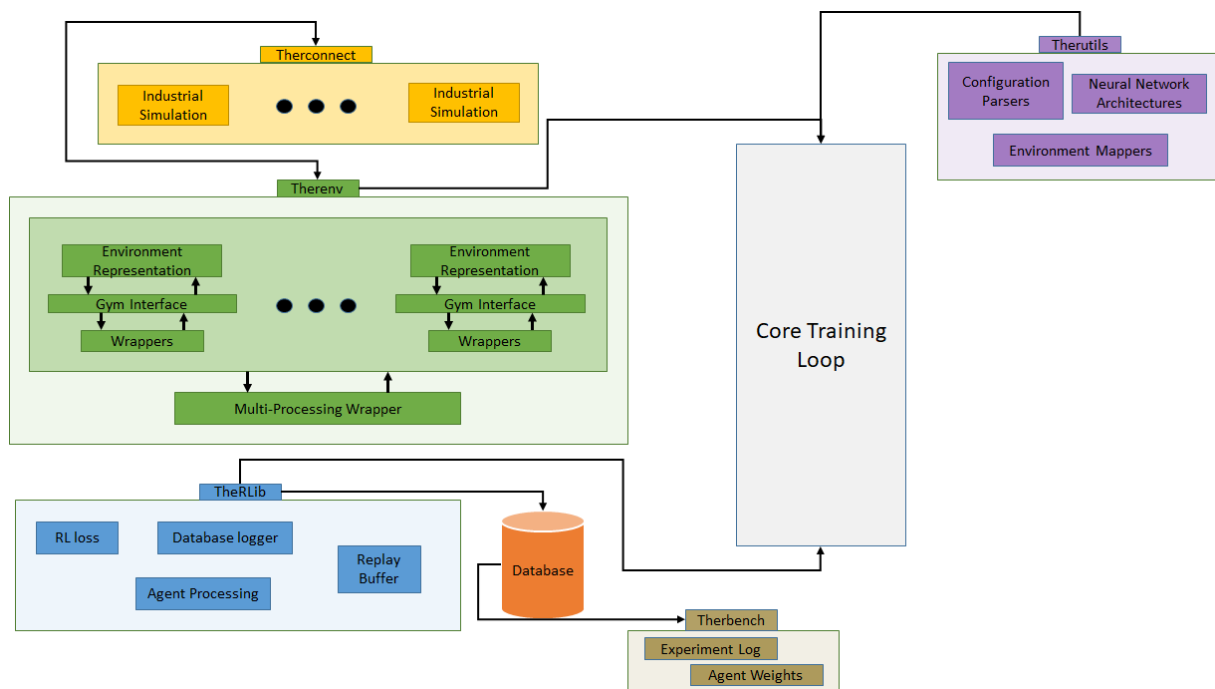 Therconnect
Industrial
Simulation
Industrial
Simulation
Therutils
Configuration
Parsers
Neural Network
Architectures
Environment Mappers
Therenv
Environment
Representation
Gym Interface
Wrappers
Environment
Representation
Gym Interface
Wrappers
Multi-Processing Wrapper
Core Training
Loop
TheRLib
RL loss
Database logger
Replay
Buffer
Agent Processing
Database
Therbench
Experiment Log
Agent Weights